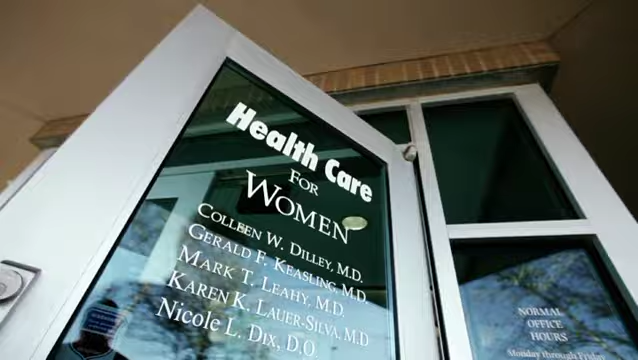 Health Care
FOR
WOMEN
COLLEEN W. DILLEY, M.D.
GERALD F. KEASLING, M.D.
MARK T. LEAHY, M.D.
KAREN K. LAUER-SILVA, M.D
Nicole L. Dix, D.O
NORMAL
OFFICE
HOURS
Monday through Friday